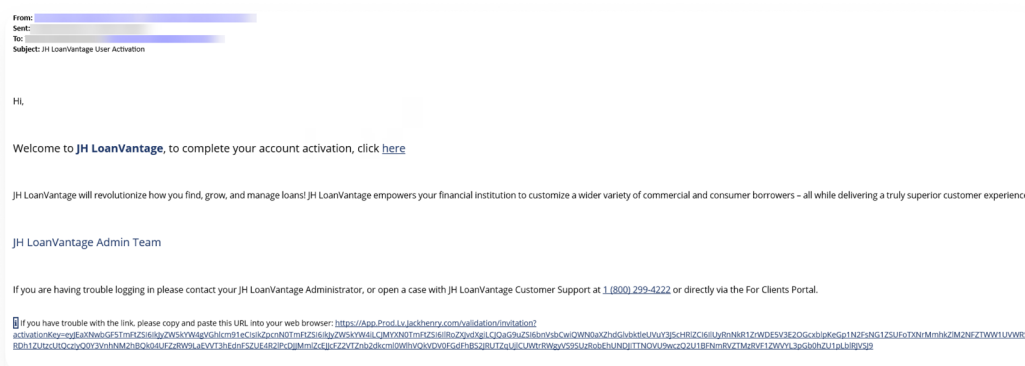 From:
Sent:
To:
Subject: JH LoanVantage User Activation
Hi,
Welcome to JH LoanVantage, to complete your account activation, click here
JH LoanVantage will revolutionize how you find, grow, and manage loans! JH LoanVantage empowers your financial institution to customize a wider variety of commercial and consumer borrowers – all while delivering a truly superior customer experience
JH LoanVantage Admin Team
If you are having trouble logging in please contact your JH LoanVantage Administrator, or open a case with JH LoanVantage Customer Support at 1 (800) 299-4222 or directly via the For Clients Portal.
If you have trouble with the link, please copy and paste this URL into your web browser: https://App.Prod.Lv.Jackhenry.com/validation/invitation?